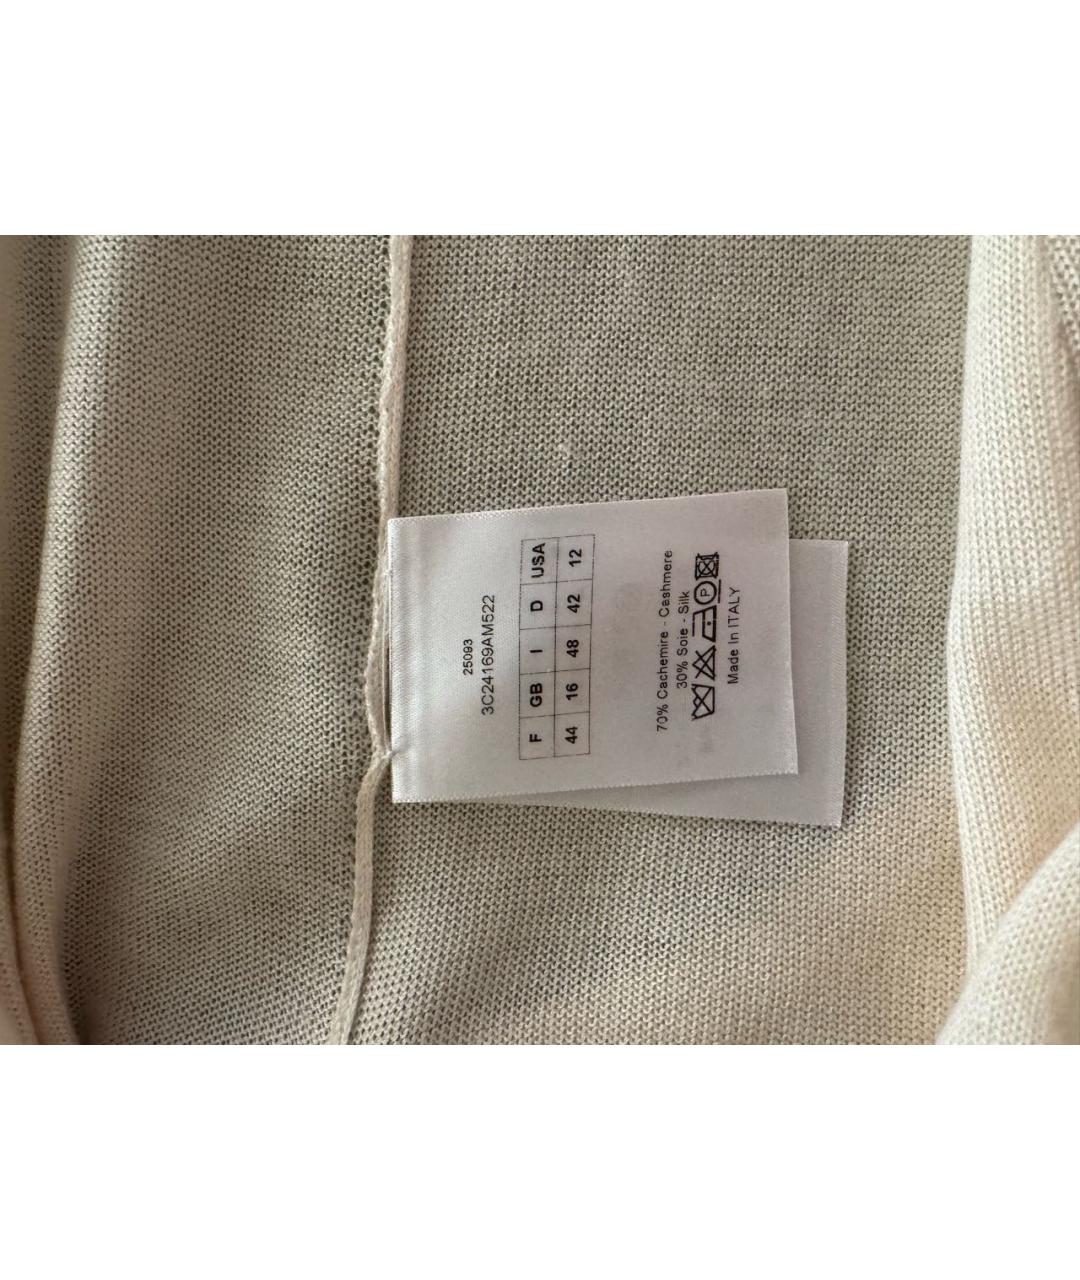 25093
3C24169AM522
F GB I D USA
44 16 48 42 12
70% Cachemire - Cashmere
30% Soie - Silk
P
Made In ITALY